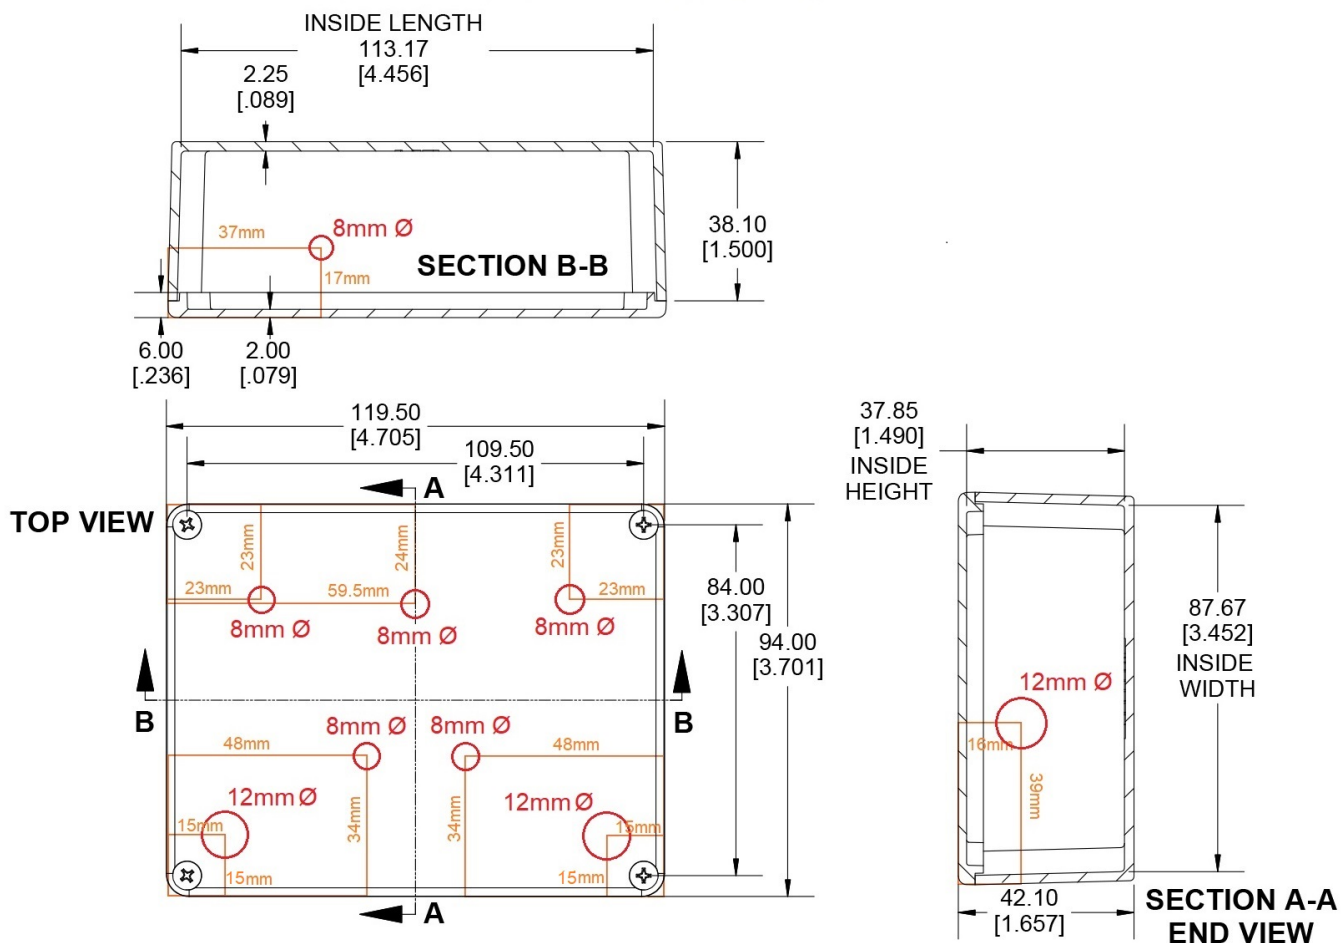 INSIDE LENGTH
113.17
[4.456]
2.25
[.089]
37mm
8mm Ø
17mm
SECTION B-B
38.10
[1.500]
6.00
[.236]
2.00
[.079]
119.50
[4.705]
109.50
[4.311]
A
TOP VIEW
23mm
24mm
23mm
23mm
59.5mm
23mm
8mm Ø
8mm Ø
8mm Ø
84.00
[3.307]
94.00
[3.701]
B
B
8mm Ø
8mm Ø
48mm
48mm
12mm Ø
12mm Ø
34mm
34mm
15mm
15mm
15mm
15mm
A
37.85
[1.490]
INSIDE
HEIGHT
87.67
[3.452]
INSIDE
WIDTH
12mm Ø
16mm
39mm
42.10
[1.657]
SECTION A-A
END VIEW